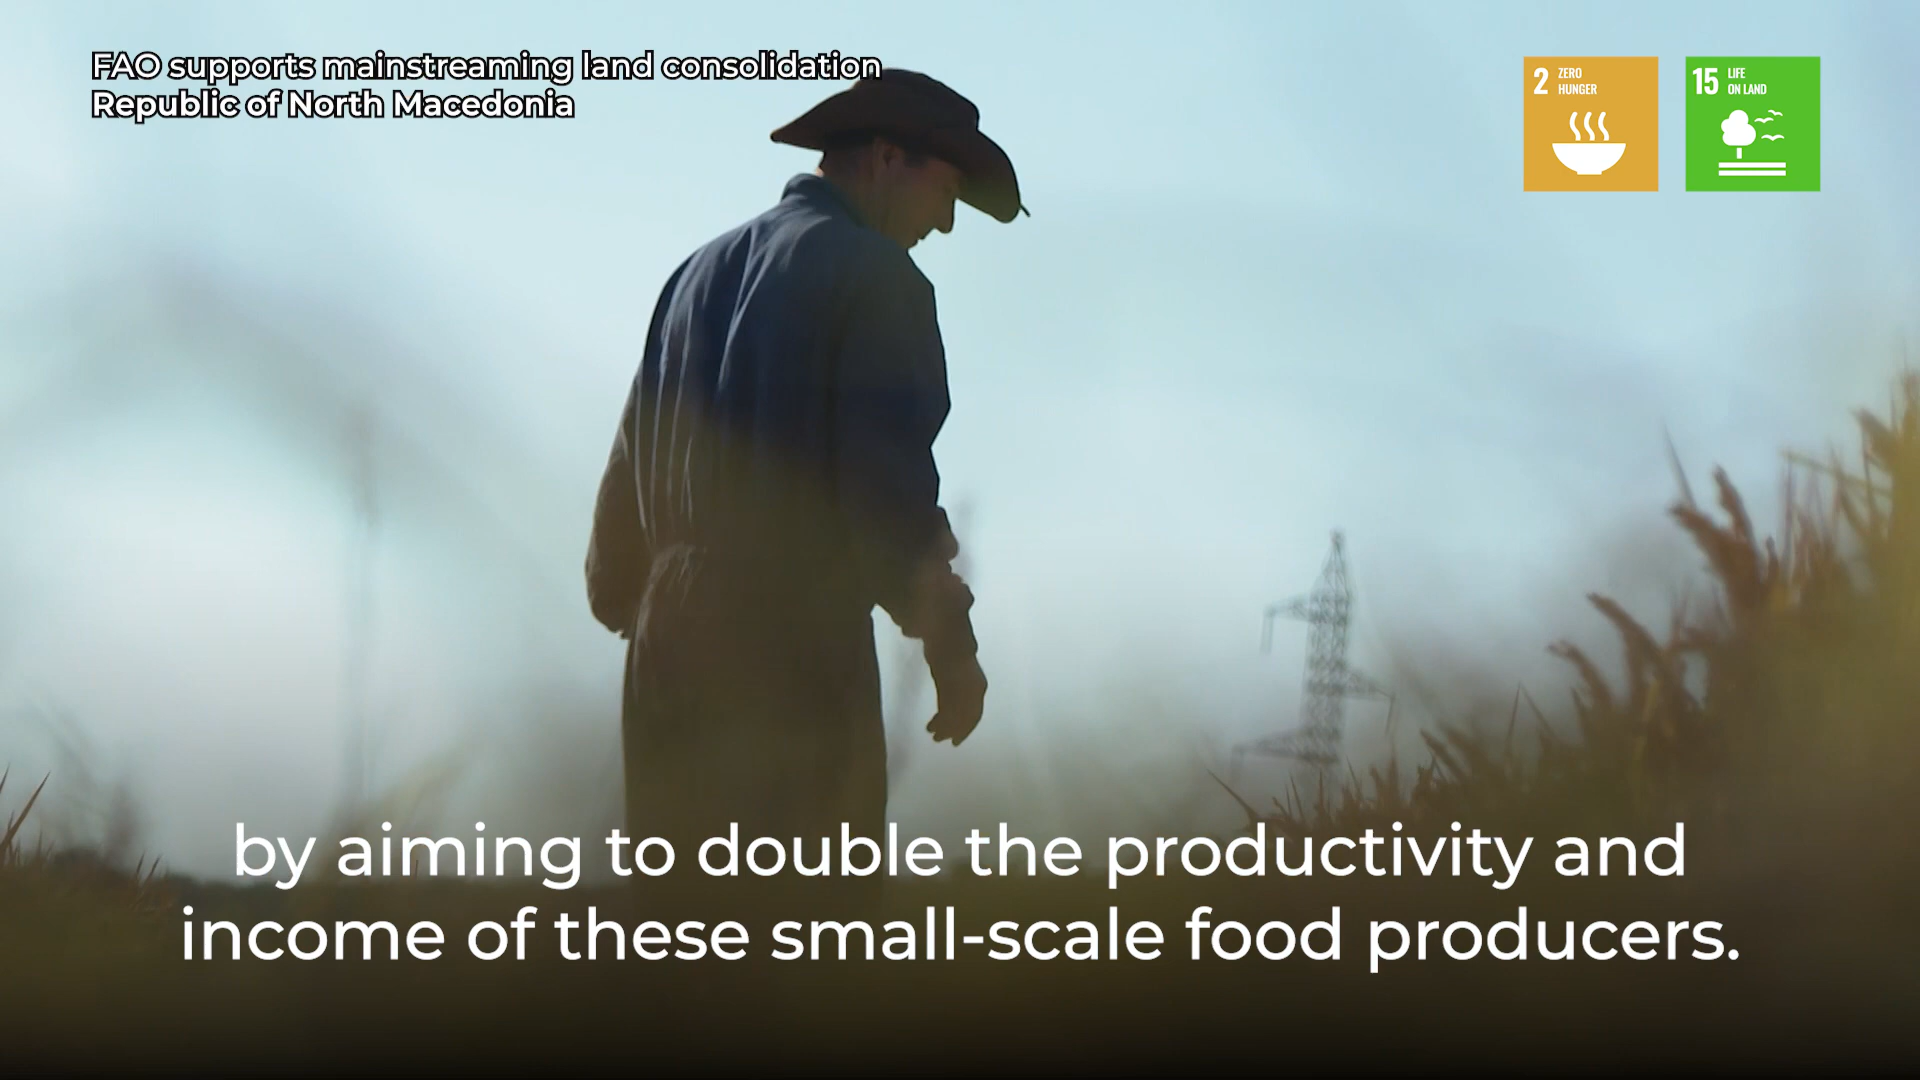 FAO supports mainstreaming land consolidation
Republic of North Macedonia
2 ZERO
HUNGER
15 LIFE
ON LAND
by aiming to double the productivity and
income of these small-scale food producers.